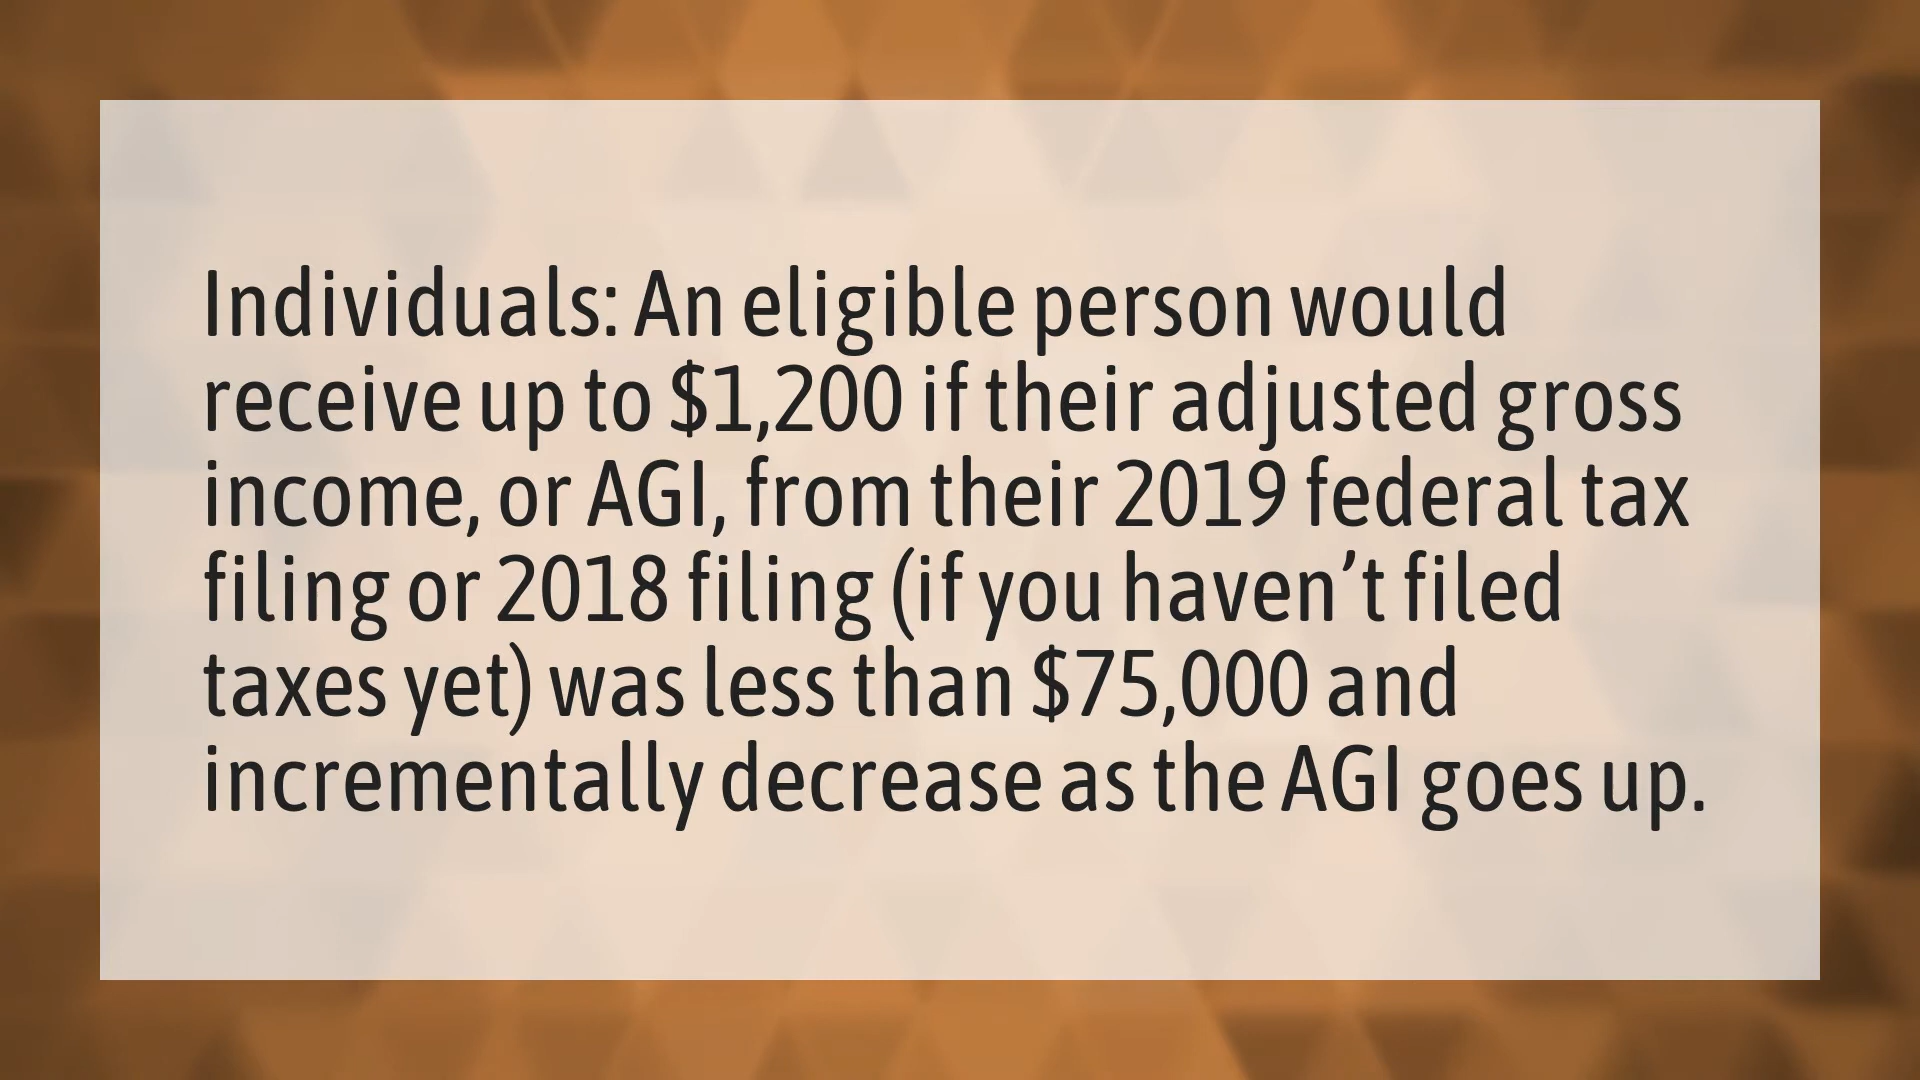 Individuals: An eligible person would
receive up to $1,200 if their adjusted gross
income, or AGI, from their 2019 federal tax
filing or 2018 filing (if you haven’t filed
taxes yet) was less than $75,000 and
incrementally decrease as the AGI goes up.